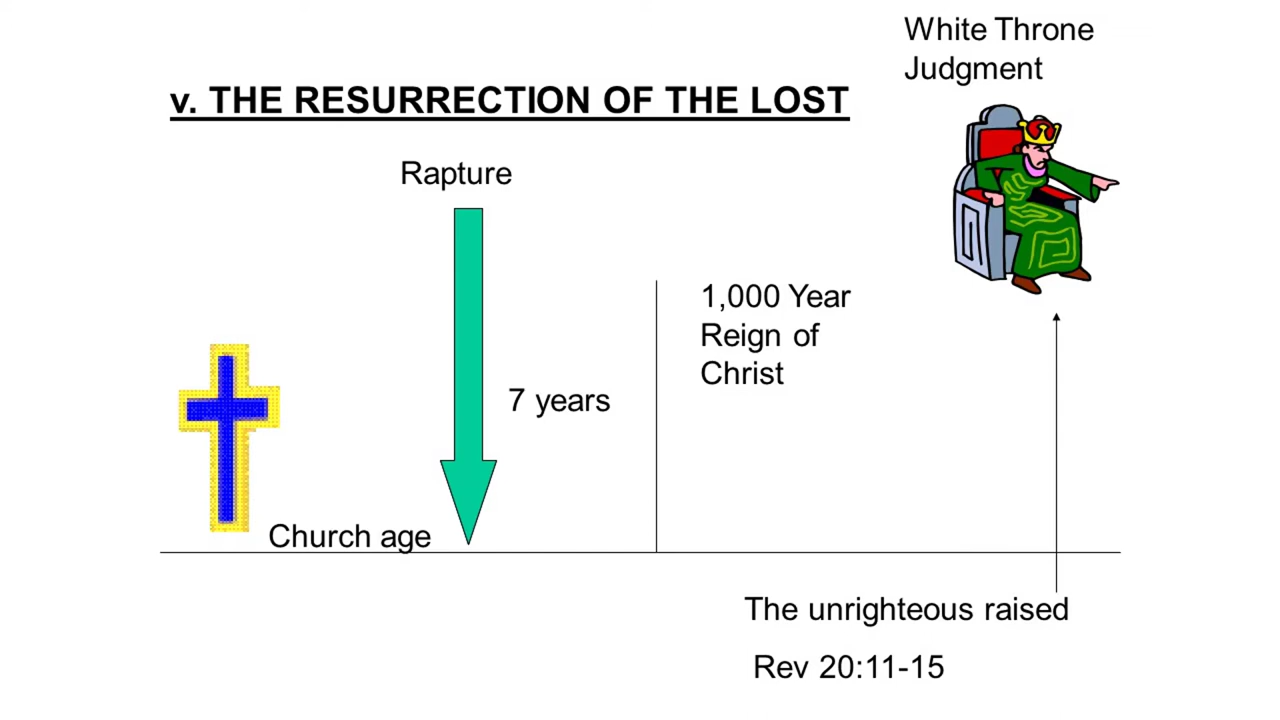 White Throne
Judgment
v. THE RESURRECTION OF THE LOST
Rapture
1,000 Year
Reign of
Christ
7 years
Church age
The unrighteous raised
Rev 20:11-15